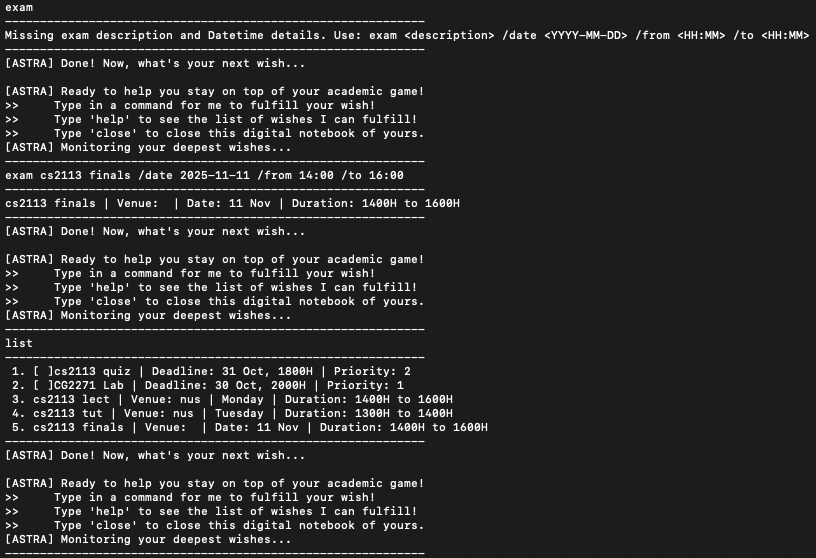 exam
------------------------------------------------------------
Missing exam description and Datetime details. Use: exam <description> /date <YYYY-MM-DD> /from <HH:MM> /to <HH:MM>
------------------------------------------------------------
[ASTRA] Done! Now, what's your next wish...

[ASTRA] Ready to help you stay on top of your academic game!
>>     Type in a command for me to fulfill your wish!
>>     Type 'help' to see the list of wishes I can fulfill!
>>     Type 'close' to close this digital notebook of yours.
[ASTRA] Monitoring your deepest wishes...
------------------------------------------------------------
exam cs2113 finals /date 2025-11-11 /from 14:00 /to 16:00
------------------------------------------------------------
cs2113 finals | Venue:  | Date: 11 Nov | Duration: 1400H to 1600H
------------------------------------------------------------
[ASTRA] Done! Now, what's your next wish...

[ASTRA] Ready to help you stay on top of your academic game!
>>     Type in a command for me to fulfill your wish!
>>     Type 'help' to see the list of wishes I can fulfill!
>>     Type 'close' to close this digital notebook of yours.
[ASTRA] Monitoring your deepest wishes...
------------------------------------------------------------
list
------------------------------------------------------------
 1. [ ]cs2113 quiz | Deadline: 31 Oct, 1800H | Priority: 2
 2. [ ]CG2271 Lab | Deadline: 30 Oct, 2000H | Priority: 1
 3. cs2113 lect | Venue: nus | Monday | Duration: 1400H to 1600H
 4. cs2113 tut | Venue: nus | Tuesday | Duration: 1300H to 1400H
 5. cs2113 finals | Venue:  | Date: 11 Nov | Duration: 1400H to 1600H
------------------------------------------------------------
[ASTRA] Done! Now, what's your next wish...

[ASTRA] Ready to help you stay on top of your academic game!
>>     Type in a command for me to fulfill your wish!
>>     Type 'help' to see the list of wishes I can fulfill!
>>     Type 'close' to close this digital notebook of yours.
[ASTRA] Monitoring your deepest wishes...
------------------------------------------------------------